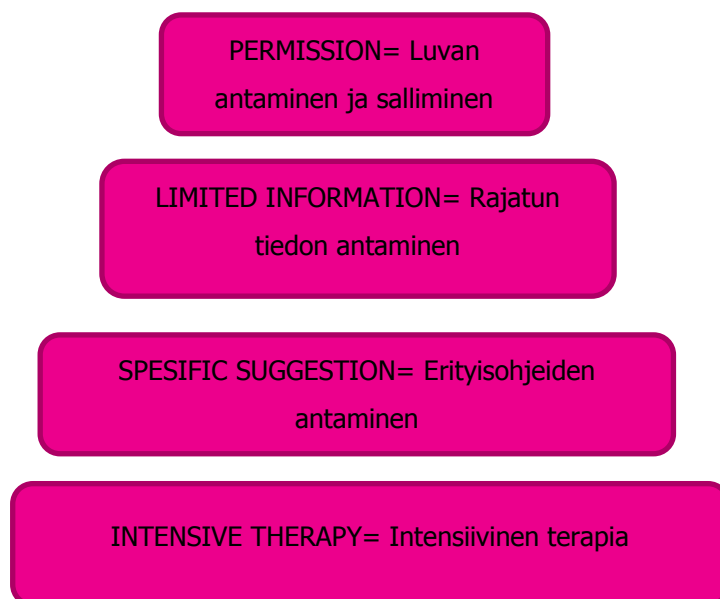 PERMISSION= Luvan
antaminen ja salliminen
LIMITED INFORMATION= Rajatun
tiedon antaminen
SPESIFIC SUGGESTION= Erityisohjeiden
antaminen
INTENSIVE THERAPY= Intensiivinen terapia